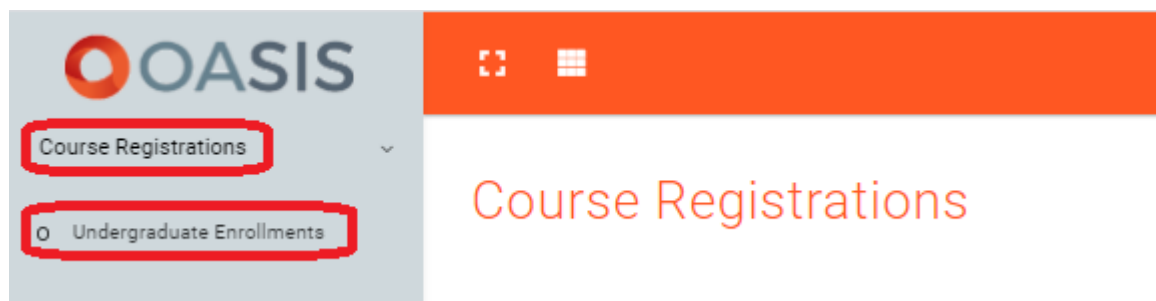 OASIS
Course Registrations
o Undergraduate Enrollments
Course Registrations